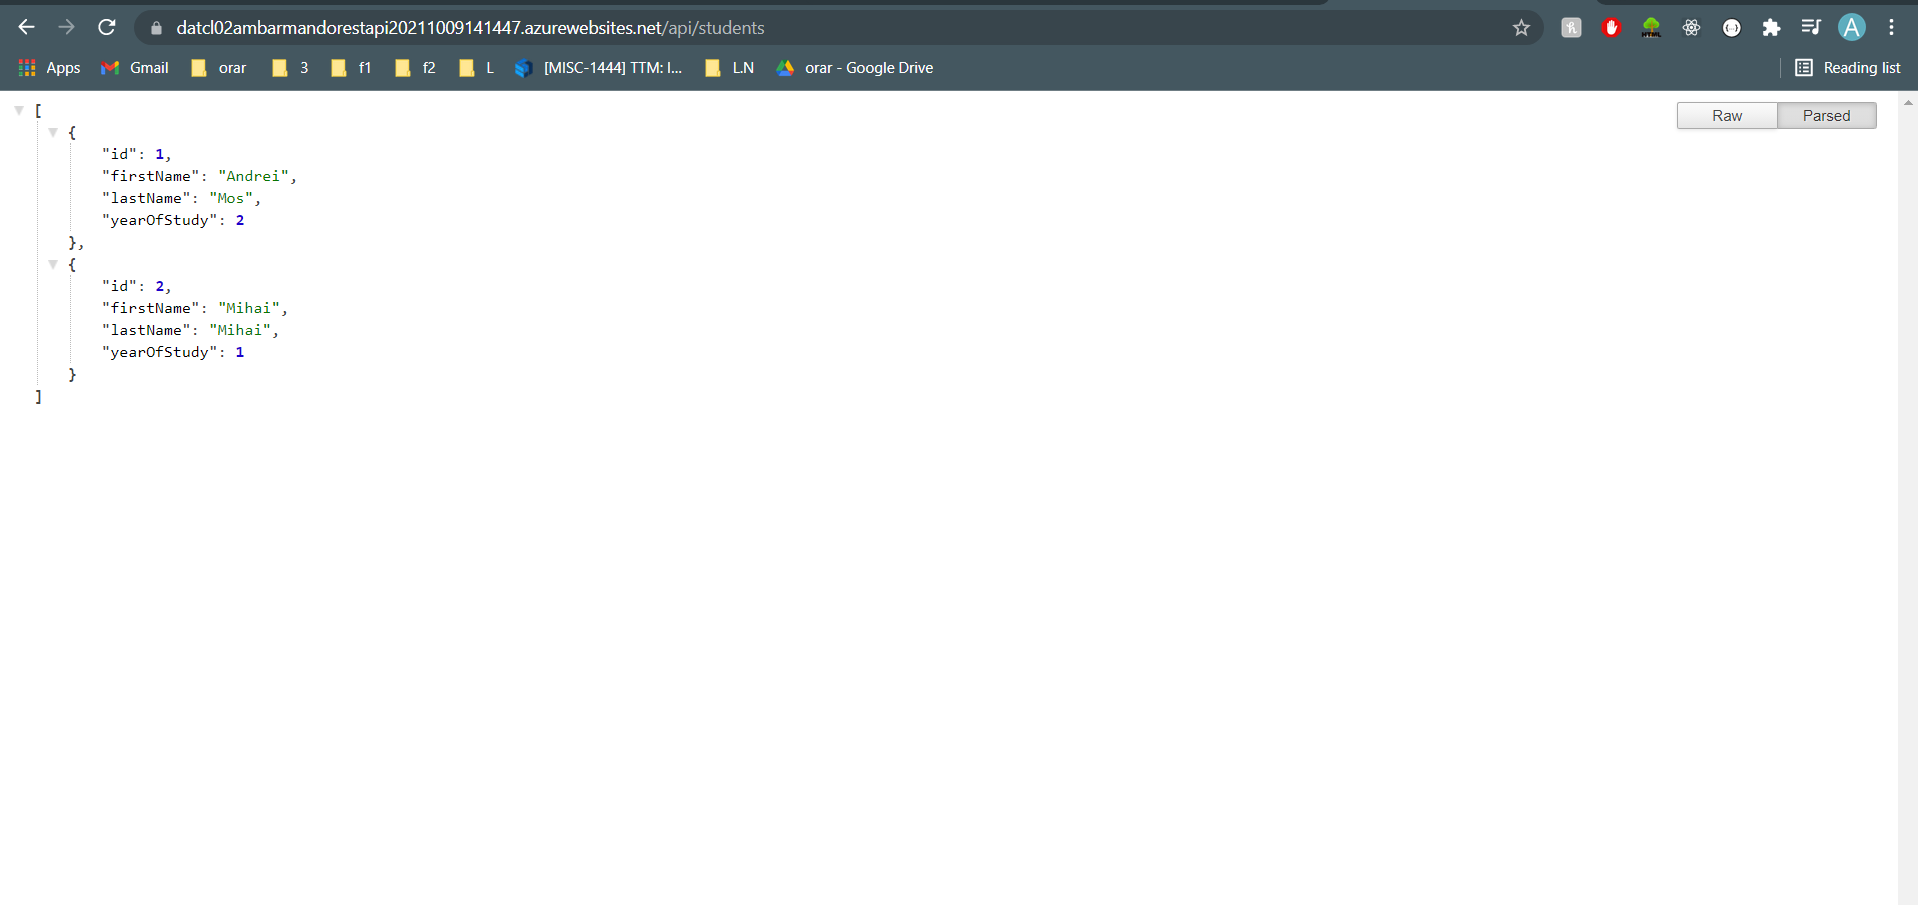 datcl02ambarmandorestapi20211009141447.azurewebsites.net/api/students
A
Apps Gmail orar 3 f1 f2 L [MISC-1444] TTM: I... L.N orar - Google Drive Reading list
Raw Parsed
[
{
"id": 1,
"firstName": "Andrei",
"lastName": "Mos",
"yearOfStudy": 2
},
{
"id": 2,
"firstName": "Mihai",
"lastName": "Mihai",
"yearOfStudy": 1
}
]